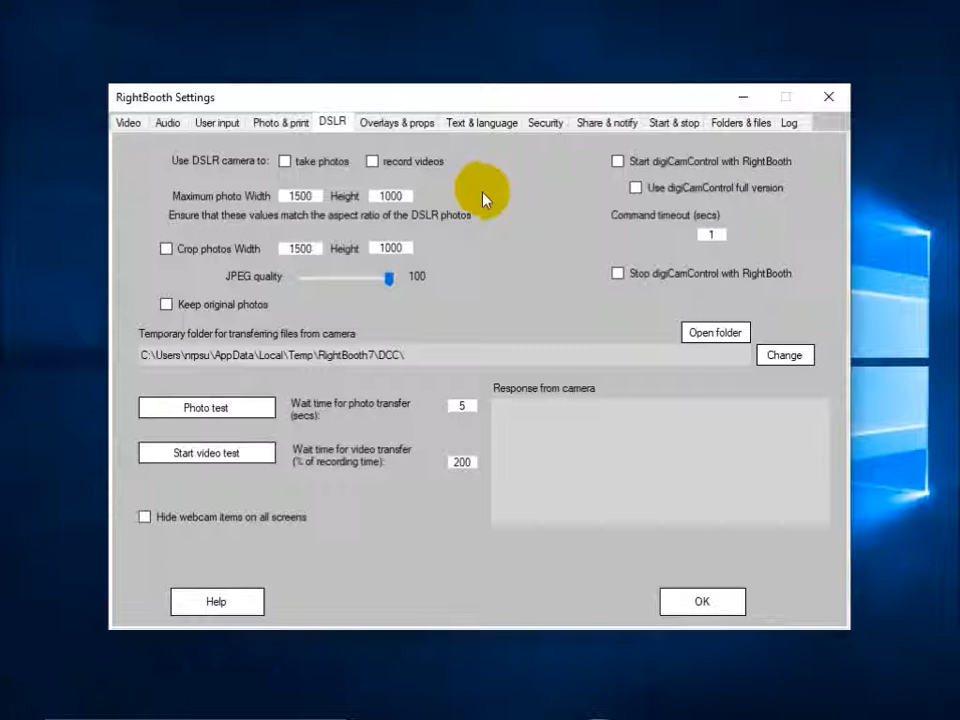 RightBooth Settings
Video Audio User input Photo & print DSLR Overlays & props Text & language Security Share & notify Start & stop Folders & files Log
Use DSLR camera to: take photos record videos
Start digiCamControl with RightBooth
Use digiCamControl full version
Maximum photo Width 1500 Height 1000
Ensure that these values match the aspect ratio of the DSLR photos
Command timeout (secs)
1
Crop photos Width 1500 Height 1000
JPEG quality 100
Stop digiCamControl with RightBooth
Keep original photos
Temporary folder for transferring files from camera
Open folder
C:\Users\nrpsu\AppData\Local\Temp\RightBooth7\DCC\
Change
Response from camera
Photo test
Wait time for photo transfer
(secs):
5
Start video test
Wait time for video transfer
(% of recording time):
200
Hide webcam items on all screens
Help
OK